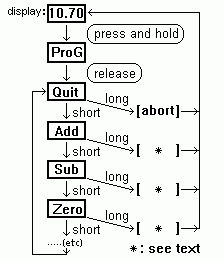 display: 10.70
press and hold
ProG
release
Quit
long
short
[abort]
Add
long
short
[ * ]
Sub
long
short
[ * ]
Zero
long
short
[ * ]
.....(etc)
*: see text